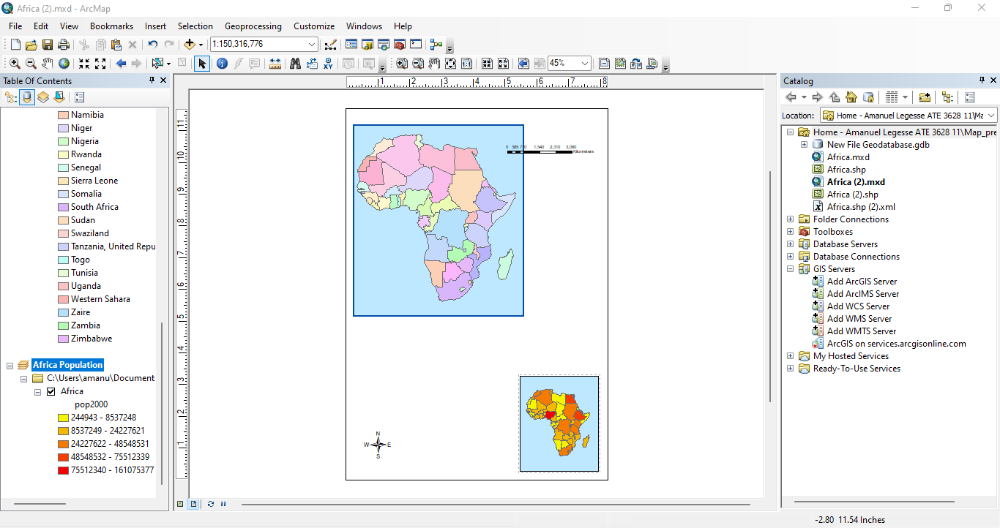 Africa (2).mxd - ArcMap
File Edit View Bookmarks Insert Selection Geoprocessing Customize Windows Help
1:150,316,776
45%
Table Of Contents
Namibia
Niger
Nigeria
Rwanda
Senegal
Sierra Leone
Somalia
South Africa
Sudan
Swaziland
Tanzania, United Repu
Togo
Tunisia
Uganda
Western Sahara
Zaire
Zambia
Zimbabwe
Africa Population
C:\Users\amanu\Document
Africa
pop2000
244943 - 8537248
8537249 - 24227621
24227622 - 48548531
48548532 - 75512339
75512340 - 161075377
1 2 3 4 5 6 7 8
11
10
9
8
7
6
5
4
3
2
1
0 385 770 1,540 2,310 3,080
Kilometers
N
W E
S
Catalog
Location: Home - Amanuel Legesse ATE 3628 11\Ma
Home - Amanuel Legesse ATE 3628 11\Map_pre
New File Geodatabase.gdb
Africa.mxd
Africa.shp
Africa (2).mxd
Africa (2).shp
Africa.shp (2).xml
Folder Connections
Toolboxes
Database Servers
Database Connections
GIS Servers
Add ArcGIS Server
Add ArcIMS Server
Add WCS Server
Add WMS Server
Add WMTS Server
ArcGIS on services.arcgisonline.com
My Hosted Services
Ready-To-Use Services
-2.80 11.54 Inches